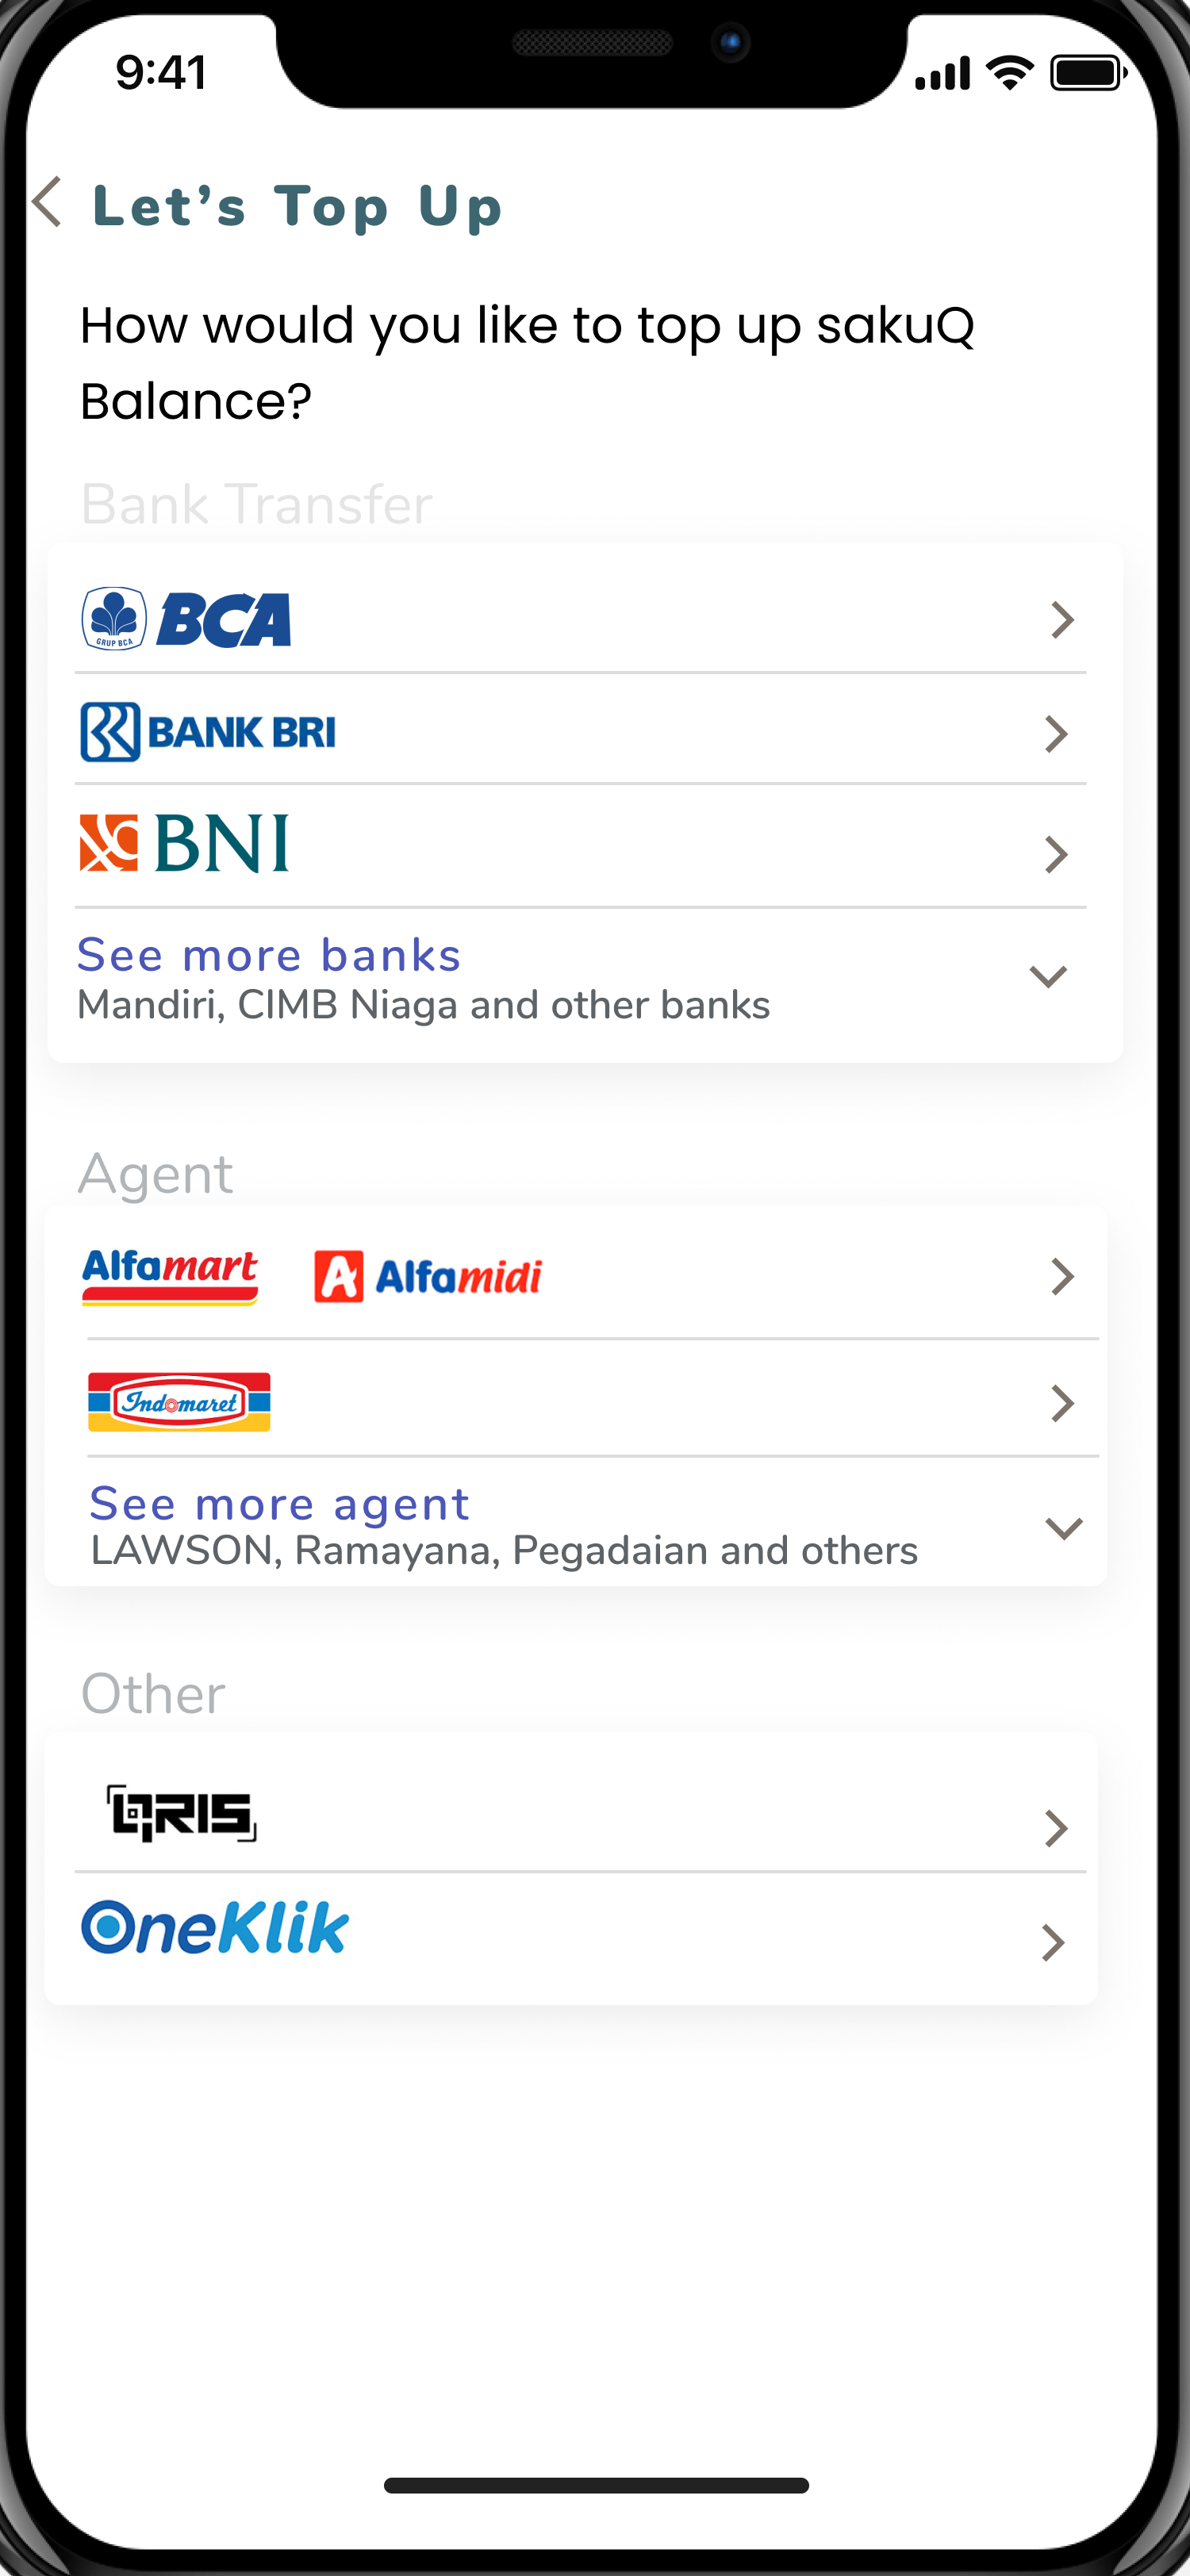 9:41
Let’s Top Up
How would you like to top up sakuQ
Balance?
Bank Transfer
GRUP BCA BCA
BANK BRI
BNI
See more banks
Mandiri, CIMB Niaga and other banks
Agent
Alfamart Alfamidi
Indomaret
See more agent
LAWSON, Ramayana, Pegadaian and others
Other
QRIS
OneKlik